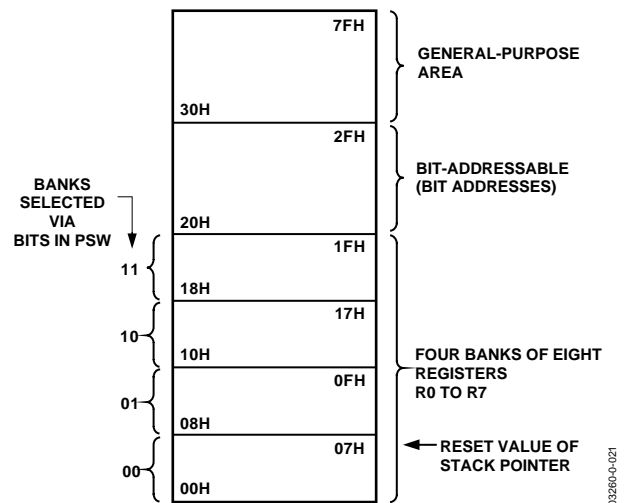 7FH
GENERAL-PURPOSE
AREA
30H
2FH
BIT-ADDRESSABLE
(BIT ADDRESSES)
BANKS
SELECTED
VIA
BITS IN PSW
20H
1FH
11
18H
17H
10
10H
FOUR BANKS OF EIGHT
REGISTERS
R0 TO R7
0FH
01
08H
07H
RESET VALUE OF
STACK POINTER
00
00H
03260-0-021